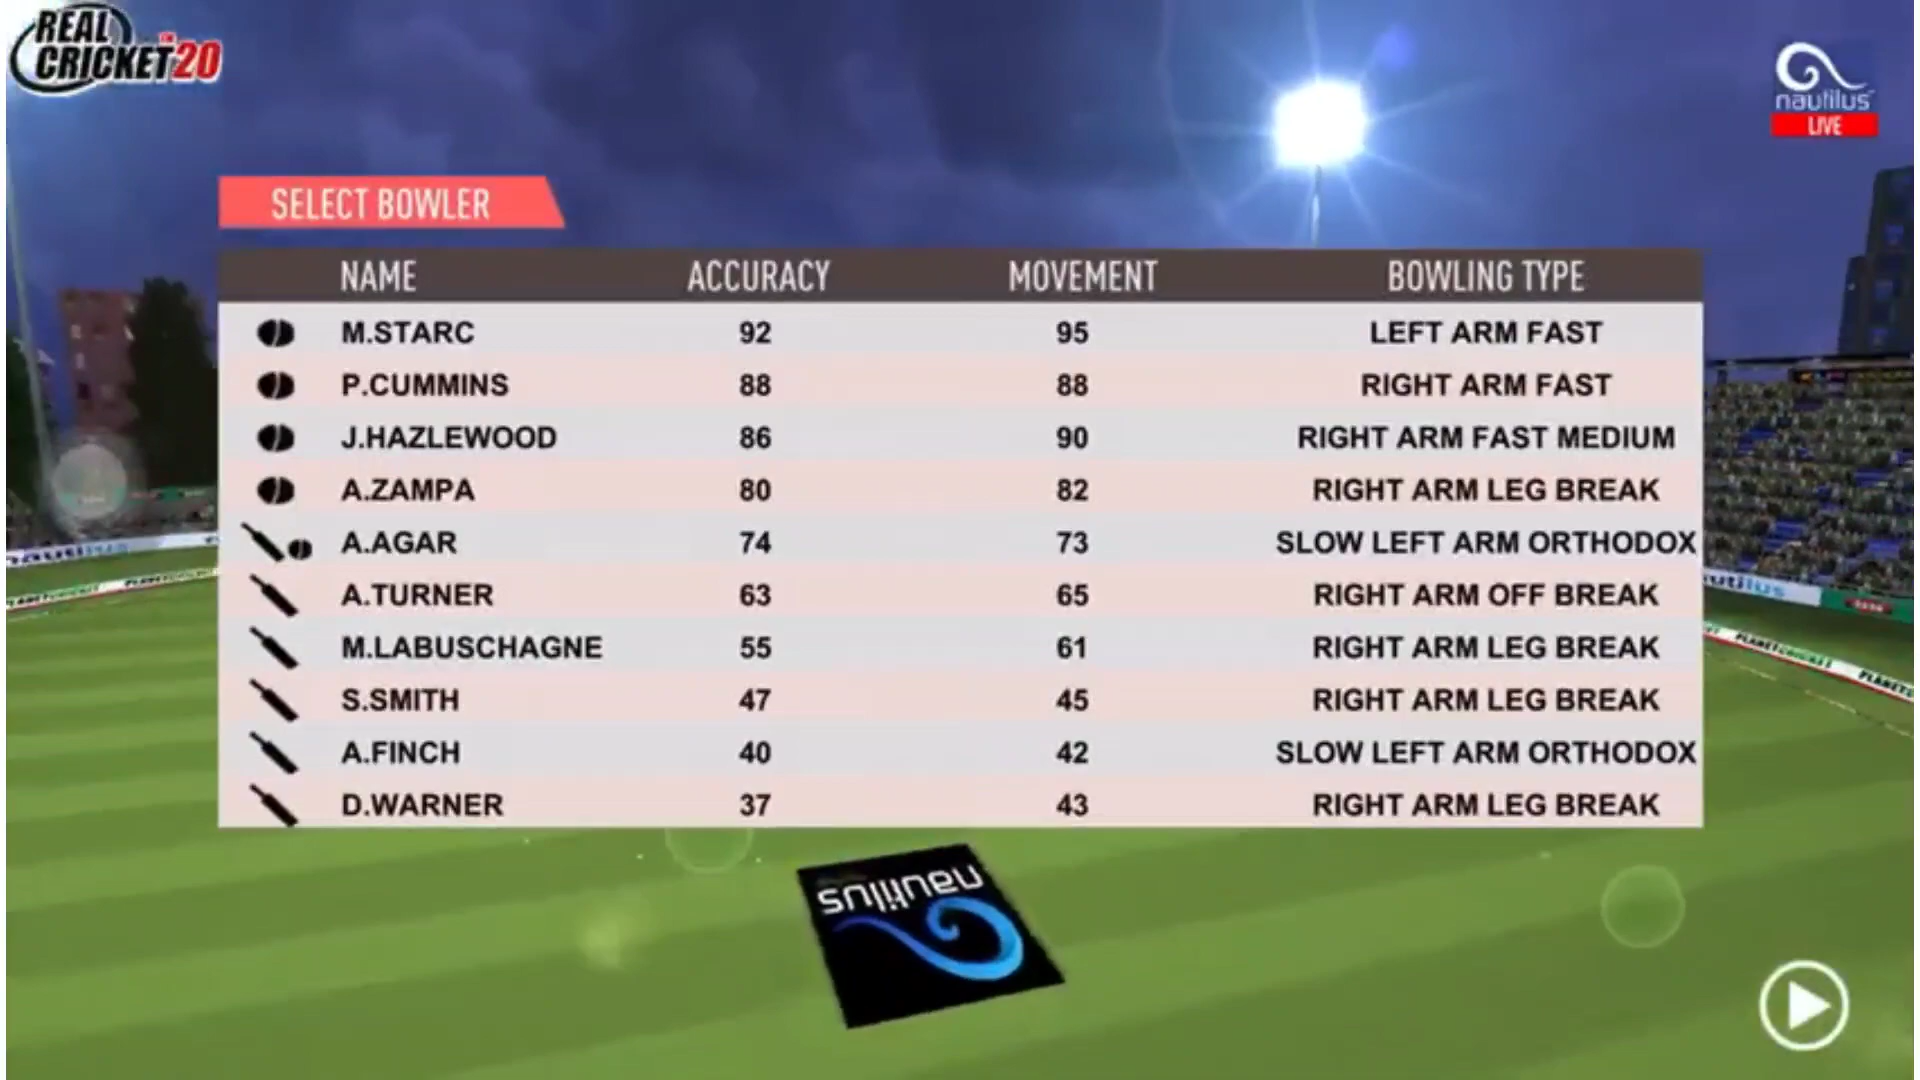 REAL
CRICKET 20
nautilus
LIVE
SELECT BOWLER
NAME ACCURACY MOVEMENT BOWLING TYPE
M.STARC 92 95 LEFT ARM FAST
P.CUMMINS 88 88 RIGHT ARM FAST
J.HAZLEWOOD 86 90 RIGHT ARM FAST MEDIUM
A.ZAMPA 80 82 RIGHT ARM LEG BREAK
A.AGAR 74 73 SLOW LEFT ARM ORTHODOX
A.TURNER 63 65 RIGHT ARM OFF BREAK
M.LABUSCHAGNE 55 61 RIGHT ARM LEG BREAK
S.SMITH 47 45 RIGHT ARM LEG BREAK
A.FINCH 40 42 SLOW LEFT ARM ORTHODOX
D.WARNER 37 43 RIGHT ARM LEG BREAK
nautilus